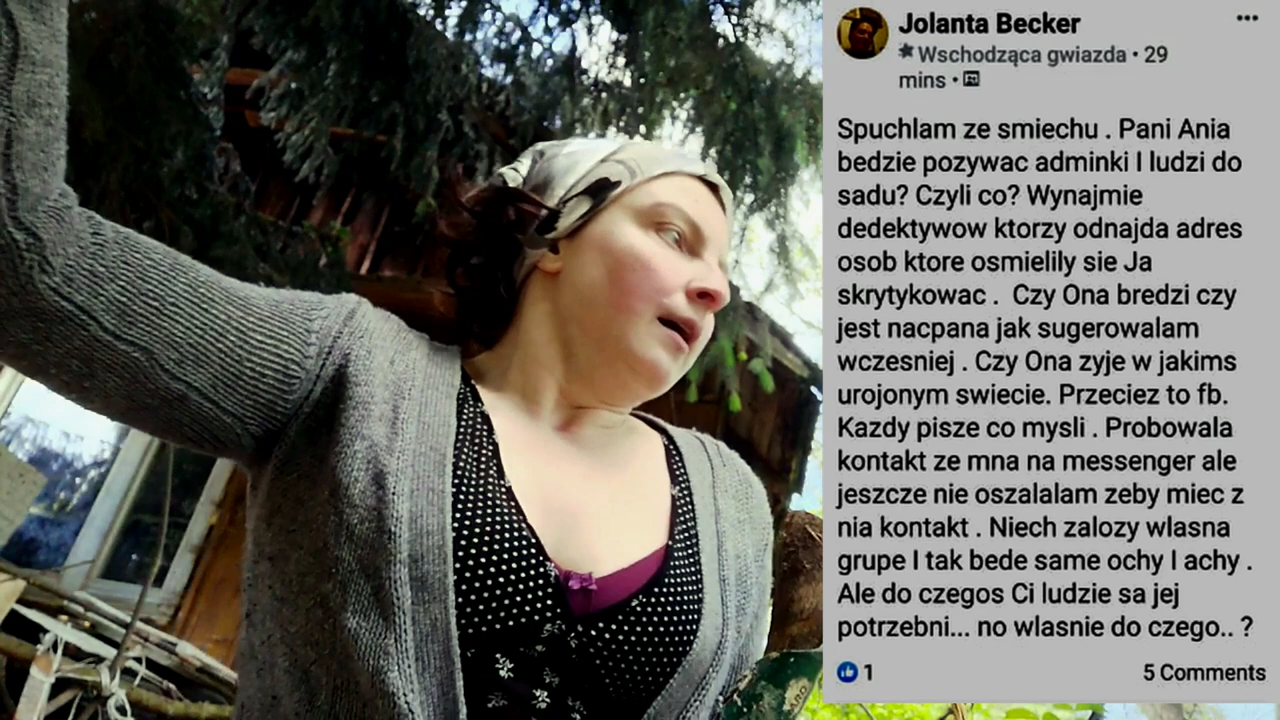 Jolanta Becker
Wschodząca gwiazda • 29
mins •
Spuchlam ze smiechu . Pani Ania
bedzie pozywac adminki I ludzi do
sadu? Czyli co? Wynajmie
dedektywow ktorzy odnajda adres
osob ktore osmielily sie Ja
skrytykowac .  Czy Ona bredzi czy
jest nacpana jak sugerowalam
wczesniej . Czy Ona zyje w jakims
urojonym swiecie. Przeciez to fb.
Kazdy pisze co mysli . Probowala
kontakt ze mna na messenger ale
jeszcze nie oszalalam zeby miec z
nia kontakt . Niech zalozy wlasna
grupe I tak bede same ochy I achy .
Ale do czegos Ci ludzie sa jej
potrzebni... no wlasnie do czego.. ?
1
5 Comments